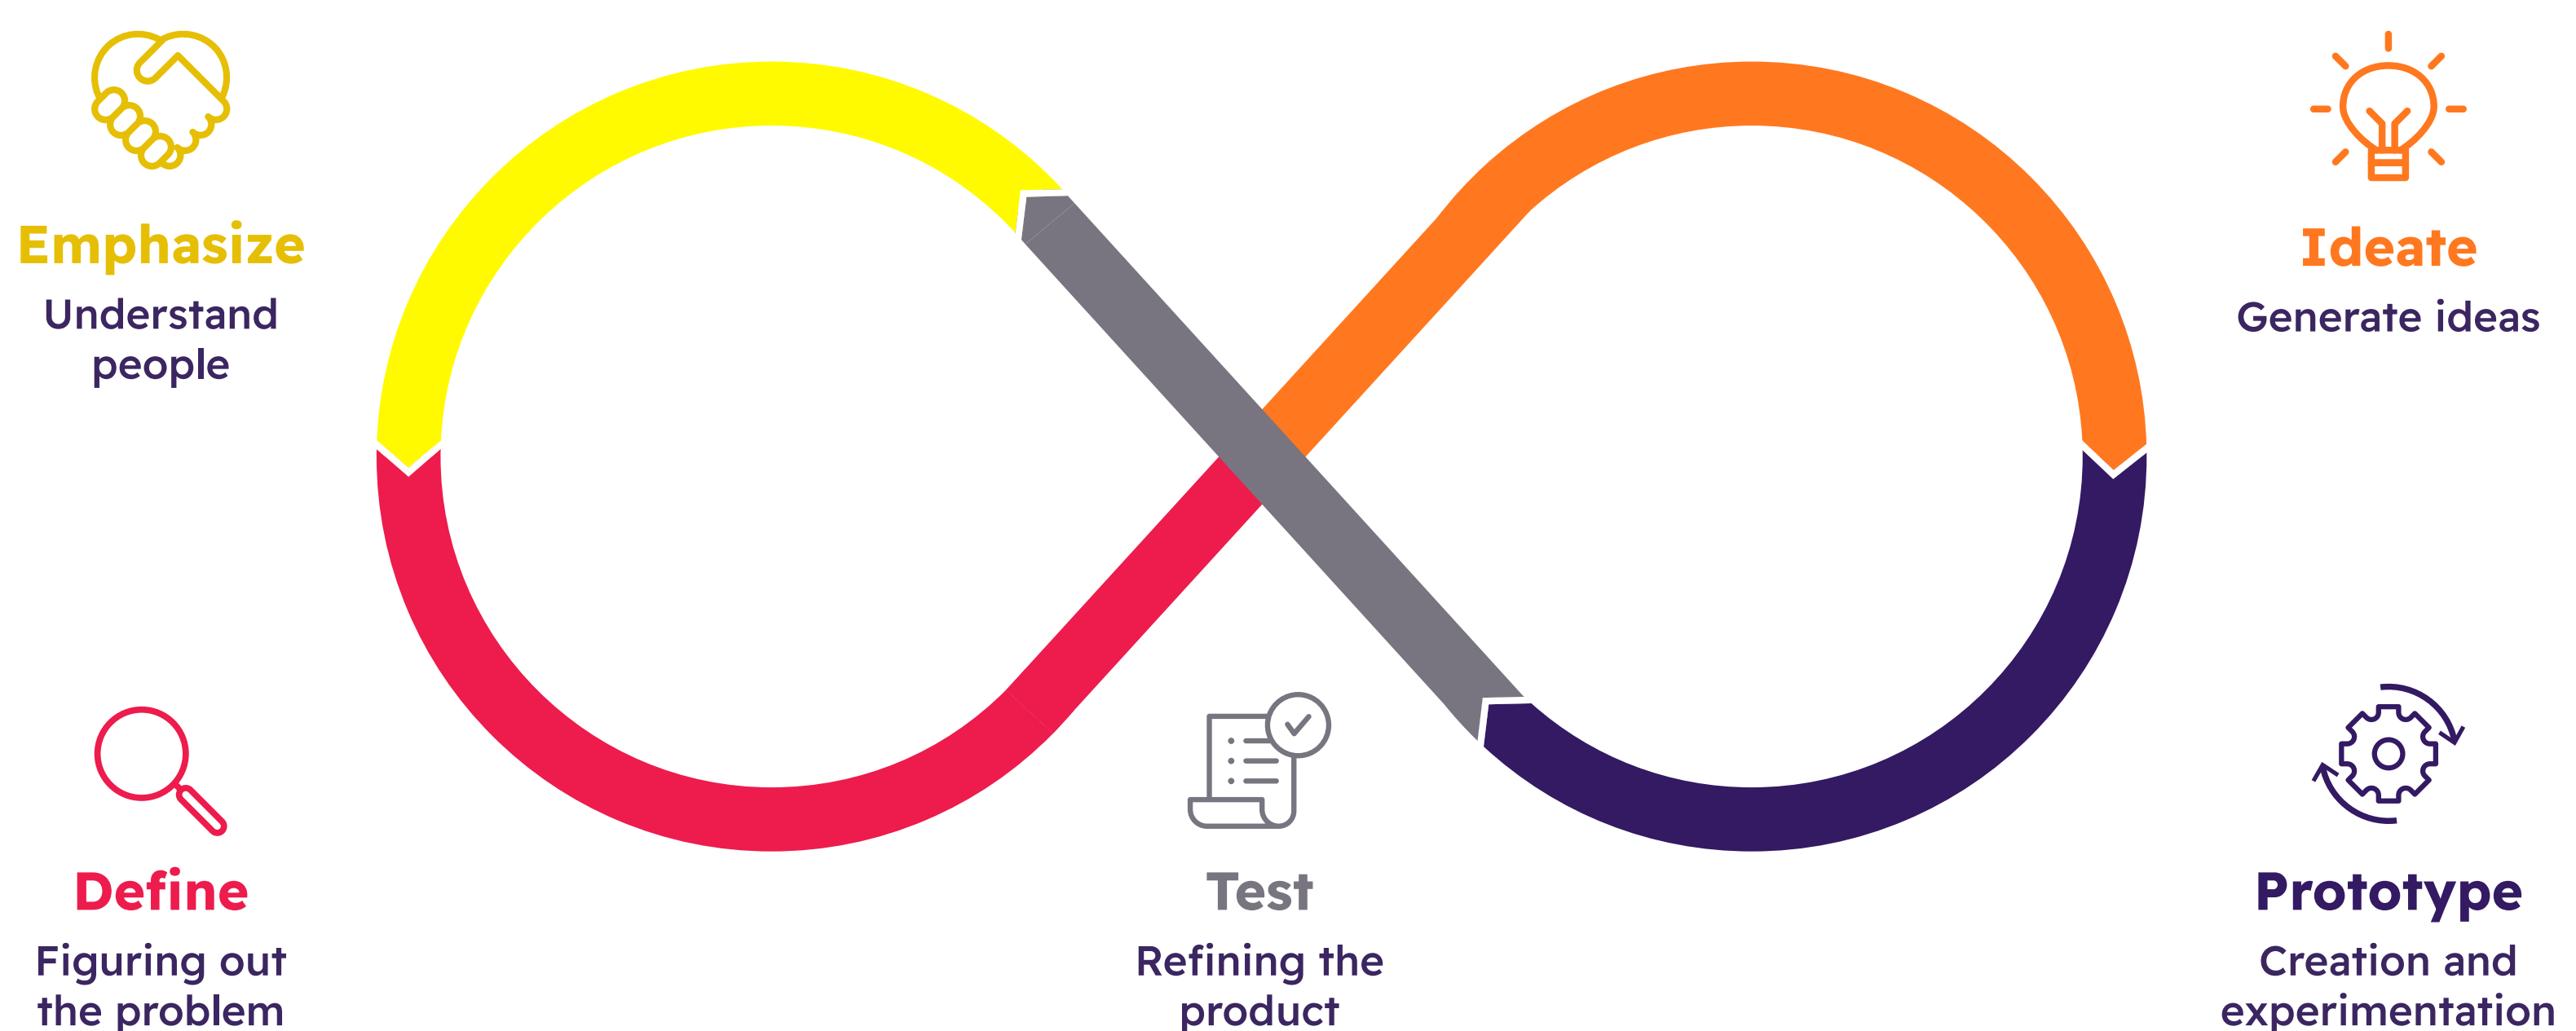 Emphasize
Understand
people
Ideate
Generate ideas
Define
Figuring out
the problem
Test
Refining the
product
Prototype
Creation and
experimentation